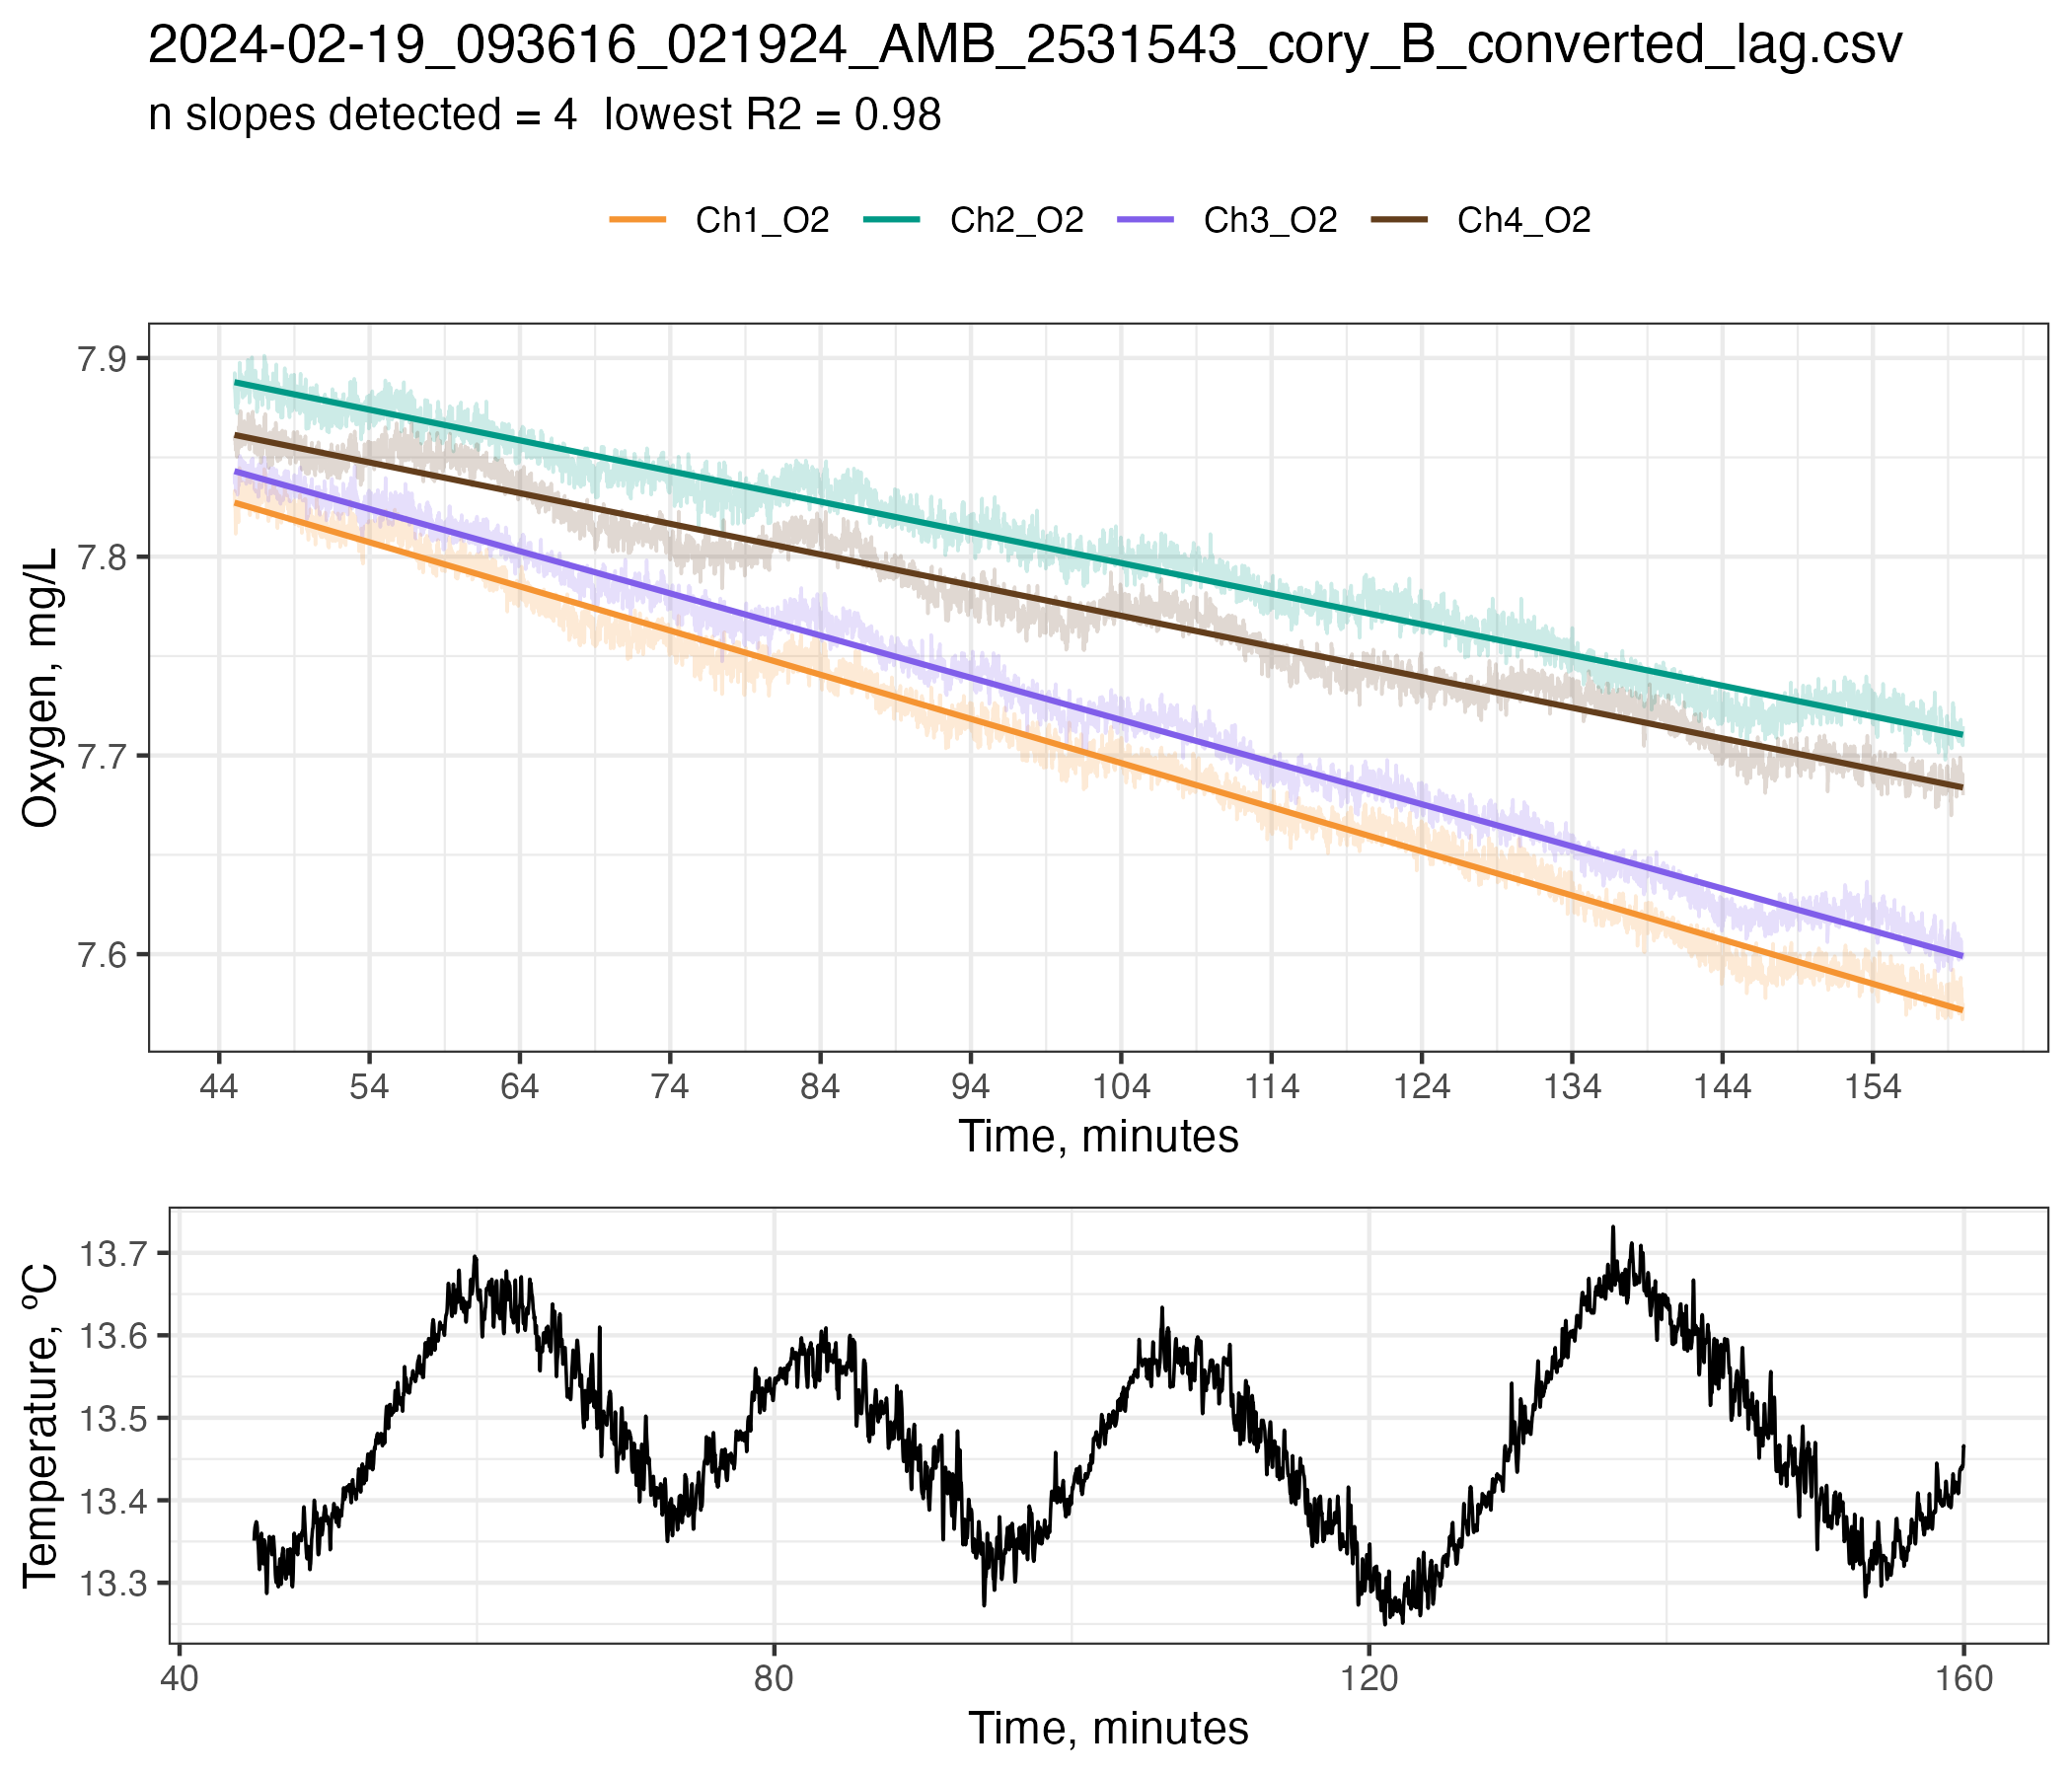 2024-02-19_093616_021924_AMB_2531543_cory_B_converted_lag.csv
n slopes detected = 4  lowest R2 = 0.98
Ch1_O2 Ch2_O2 Ch3_O2 Ch4_O2
Oxygen, mg/L
7.9
7.8
7.7
7.6
44 54 64 74 84 94 104 114 124 134 144 154
Time, minutes
Temperature, ºC
13.7
13.6
13.5
13.4
13.3
40 80 120 160
Time, minutes